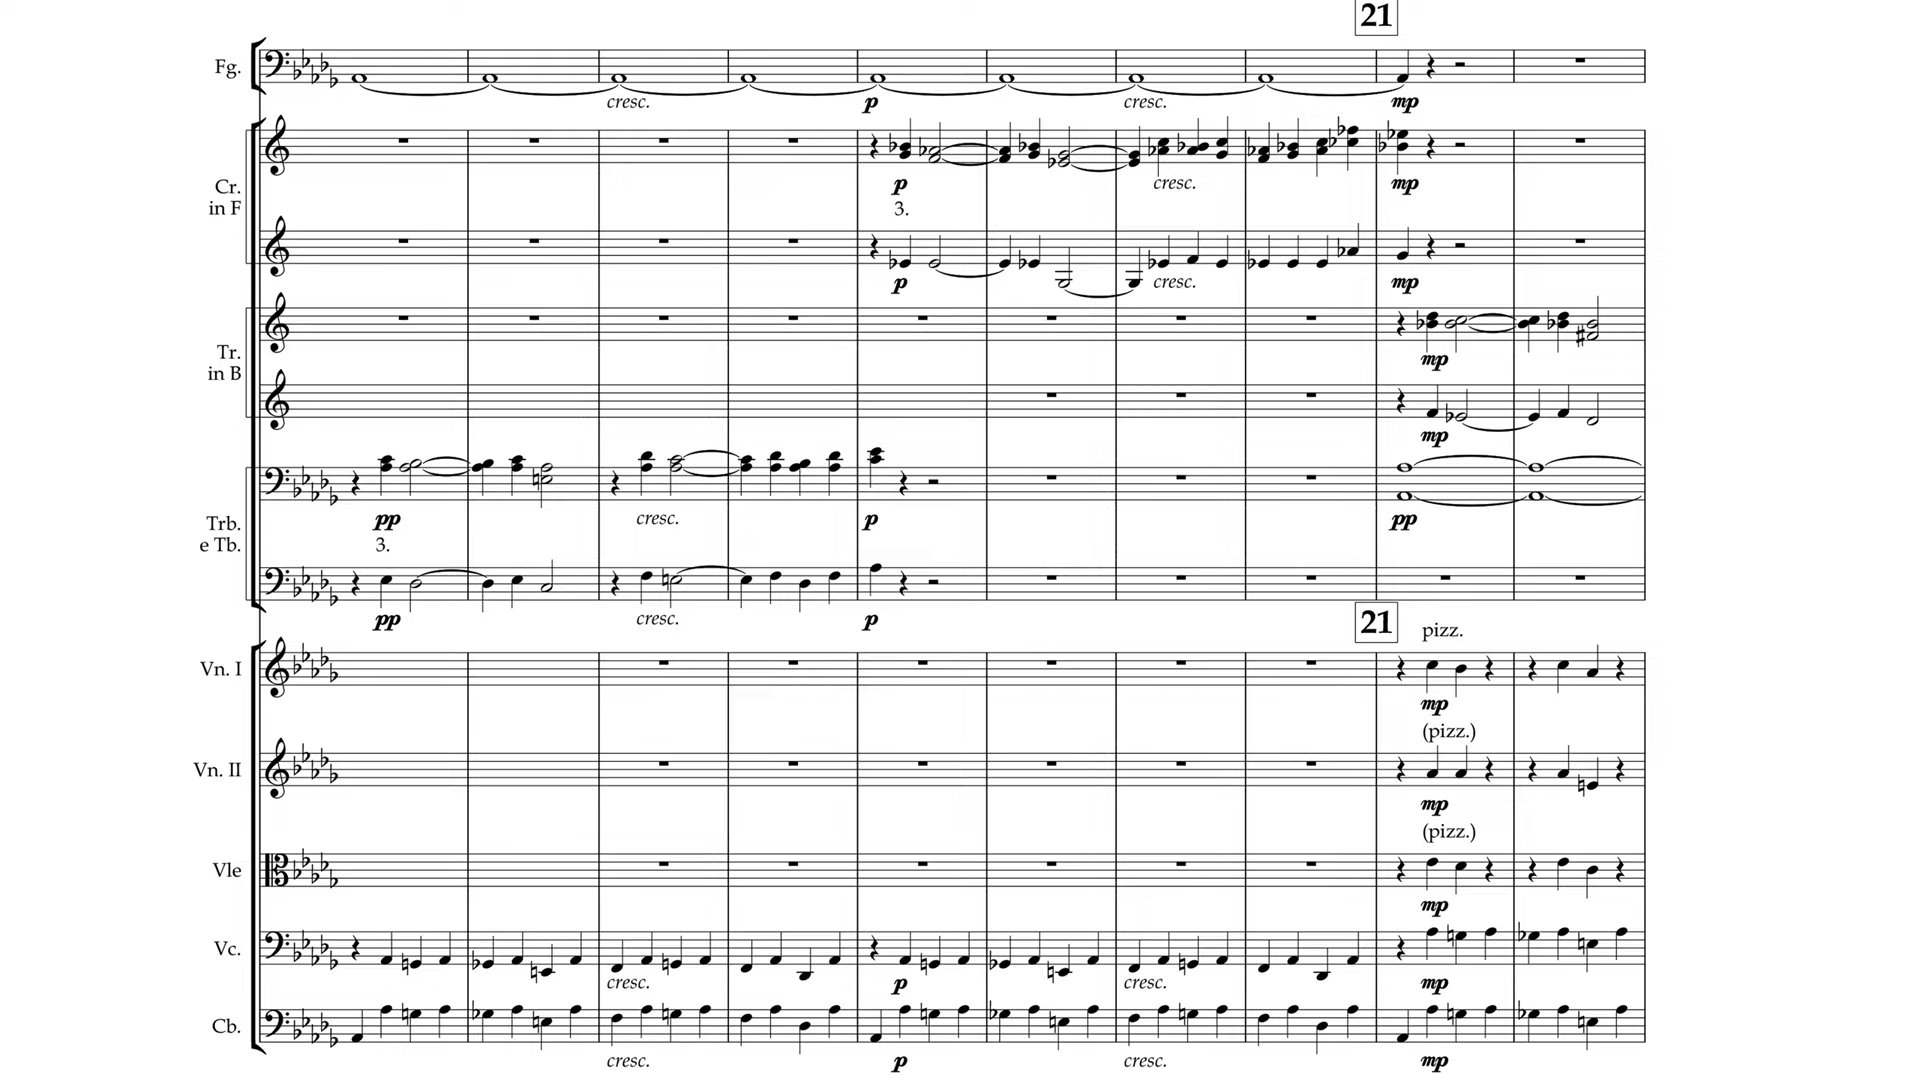 21
Fg.
cresc.
p
cresc.
mp
Cr.
in F
p
cresc.
mp
3.
p
cresc.
mp
Tr.
in B
mp
mp
Trb.
e Tb.
pp
cresc.
p
pp
3.
pp
cresc.
p
21
pizz.
Vn. I
mp
(pizz.)
Vn. II
mp
(pizz.)
Vle
mp
Vc.
cresc.
p
cresc.
mp
Cb.
cresc.
p
cresc.
mp